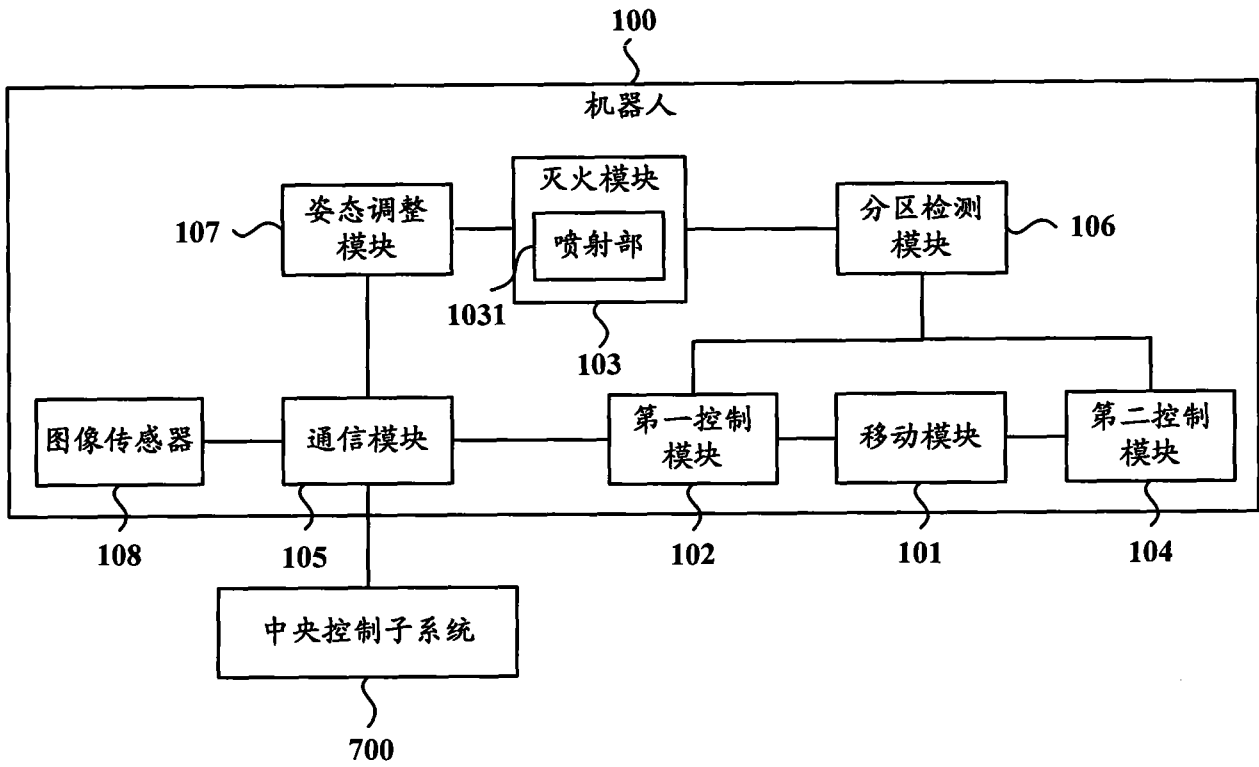 100
机器人
灭火模块
姿态调整
模块
107
喷射部
1031
103
分区检测
模块
106
图像传感器
108
通信模块
105
第一控制
模块
102
移动模块
101
第二控制
模块
104
中央控制子系统
700